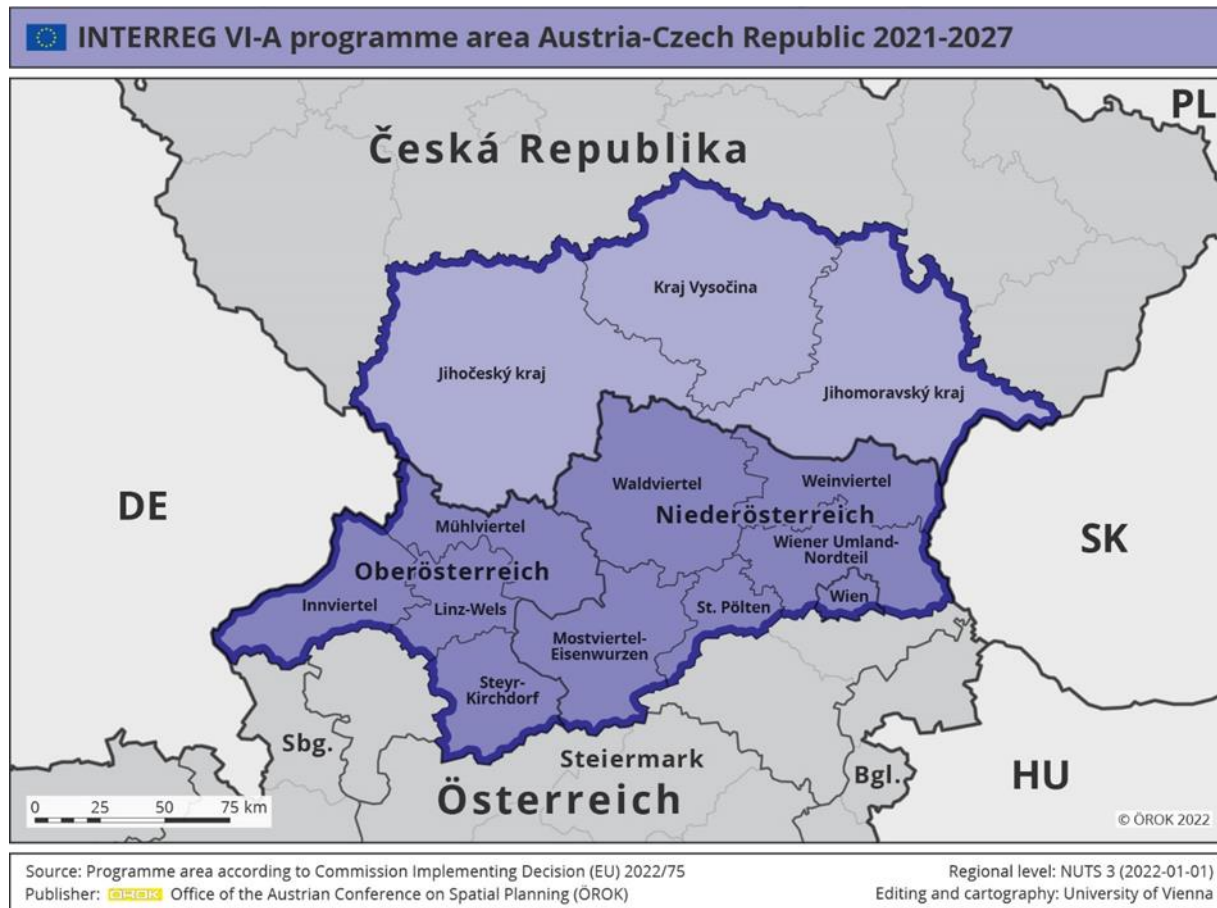 INTERREG VI-A programme area Austria-Czech Republic 2021-2027
PL
Česká Republika
Kraj Vysočina
Jihočeský kraj
Jihomoravský kraj
DE
Waldviertel
Weinviertel
Niederösterreich
Mühlviertel
SK
Wiener Umland-
Nordteil
Oberösterreich
Innviertel
Linz-Wels
St. Pölten
Wien
Mostviertel-
Eisenwurzen
Steyr-
Kirchdorf
Sbg.
Steiermark
Bgl.
HU
Österreich
0 25 50 75 km
© ÖROK 2022
Source: Programme area according to Commission Implementing Decision (EU) 2022/75
Regional level: NUTS 3 (2022-01-01)
Publisher: ÖROK Office of the Austrian Conference on Spatial Planning (ÖROK)
Editing and cartography: University of Vienna